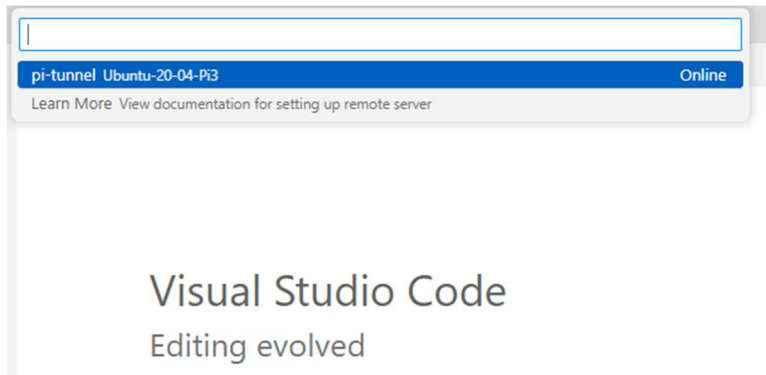 pi-tunnel Ubuntu-20-04-Pi3 Online
Learn More View documentation for setting up remote server
Visual Studio Code
Editing evolved